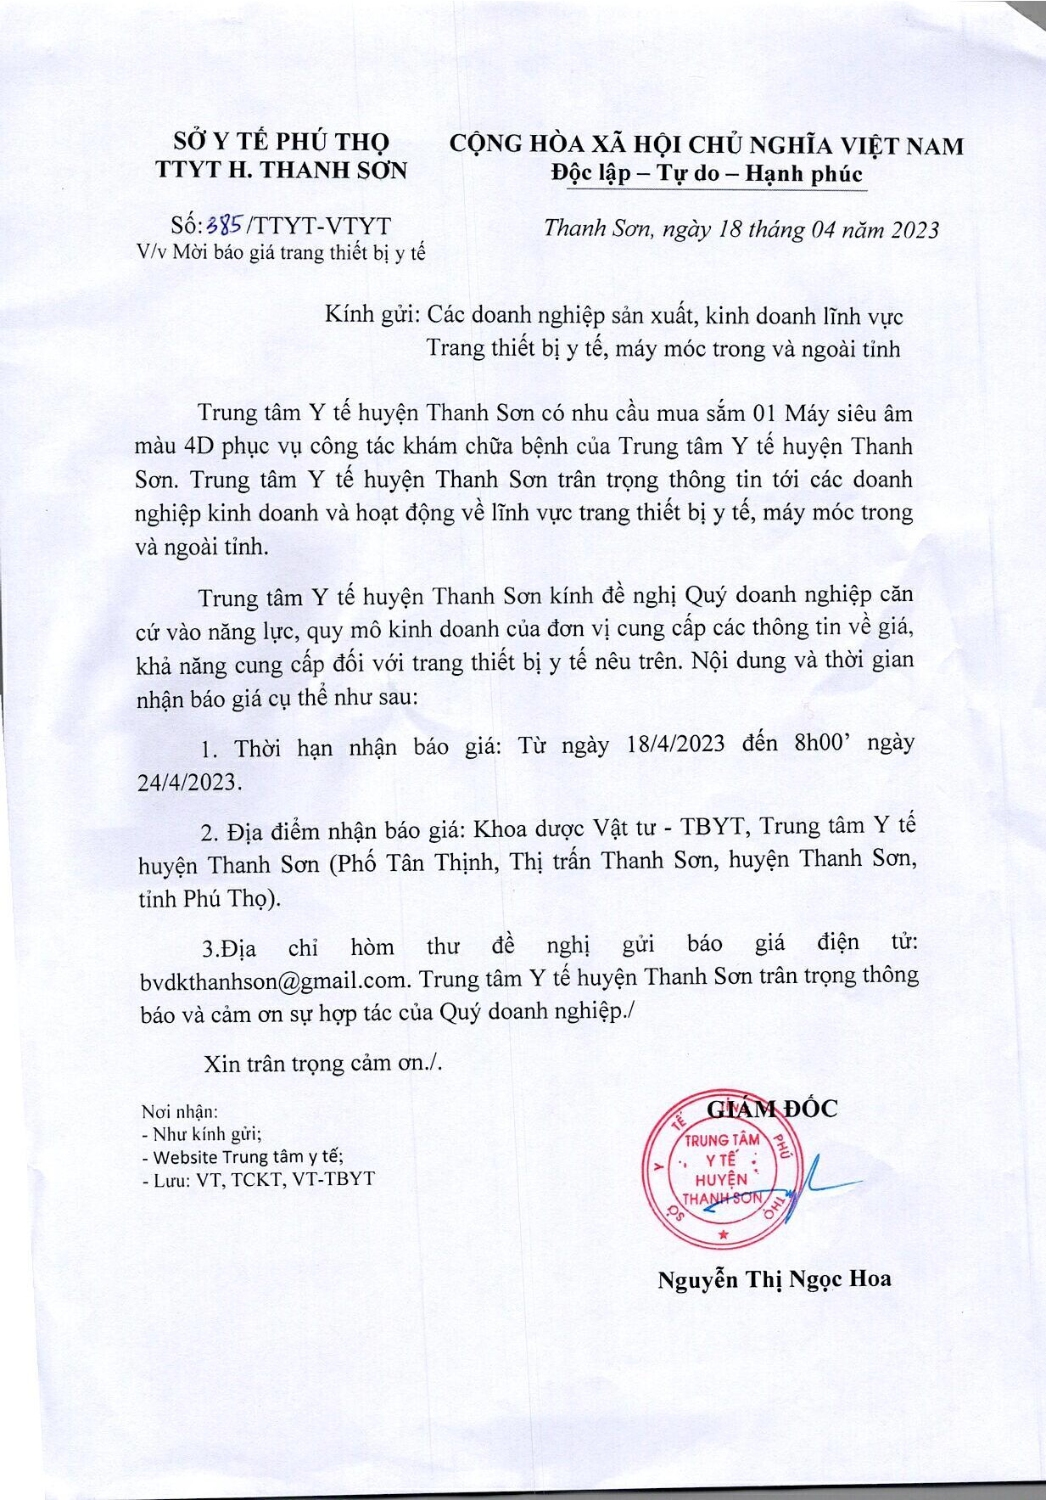 SỞ Y TẾ PHÚ THỌ
TTYT H. THANH SƠN
CỘNG HÒA XÃ HỘI CHỦ NGHĨA VIỆT NAM
Độc lập – Tự do – Hạnh phúc
Số: 385/TTYT-VTYT
V/v Mời báo giá trang thiết bị y tế
Thanh Sơn, ngày 18 tháng 04 năm 2023
Kính gửi: Các doanh nghiệp sản xuất, kinh doanh lĩnh vực
Trang thiết bị y tế, máy móc trong và ngoài tỉnh
Trung tâm Y tế huyện Thanh Sơn có nhu cầu mua sắm 01 Máy siêu âm
màu 4D phục vụ công tác khám chữa bệnh của Trung tâm Y tế huyện Thanh
Sơn. Trung tâm Y tế huyện Thanh Sơn trân trọng thông tin tới các doanh
nghiệp kinh doanh và hoạt động về lĩnh vực trang thiết bị y tế, máy móc trong
và ngoài tỉnh.
Trung tâm Y tế huyện Thanh Sơn kính đề nghị Quý doanh nghiệp căn
cứ vào năng lực, quy mô kinh doanh của đơn vị cung cấp các thông tin về giá,
khả năng cung cấp đối với trang thiết bị y tế nêu trên. Nội dung và thời gian
nhận báo giá cụ thể như sau:
1. Thời hạn nhận báo giá: Từ ngày 18/4/2023 đến 8h00’ ngày
24/4/2023.
2. Địa điểm nhận báo giá: Khoa dược Vật tư - TBYT, Trung tâm Y tế
huyện Thanh Sơn (Phố Tân Thịnh, Thị trấn Thanh Sơn, huyện Thanh Sơn,
tỉnh Phú Thọ).
3.Địa chỉ hòm thư đề nghị gửi báo giá điện tử:
bvdkthanhson@gmail.com. Trung tâm Y tế huyện Thanh Sơn trân trọng thông
báo và cảm ơn sự hợp tác của Quý doanh nghiệp./
Xin trân trọng cảm ơn./.
Nơi nhận:
- Như kính gửi;
- Website Trung tâm y tế;
- Lưu: VT, TCKT, VT-TBYT
GIÁM ĐỐC
SỞ Y TẾ TỈNH PHÚ THỌ
TRUNG TÂM
Y TẾ
HUYỆN
THANH SƠN
Nguyễn Thị Ngọc Hoa